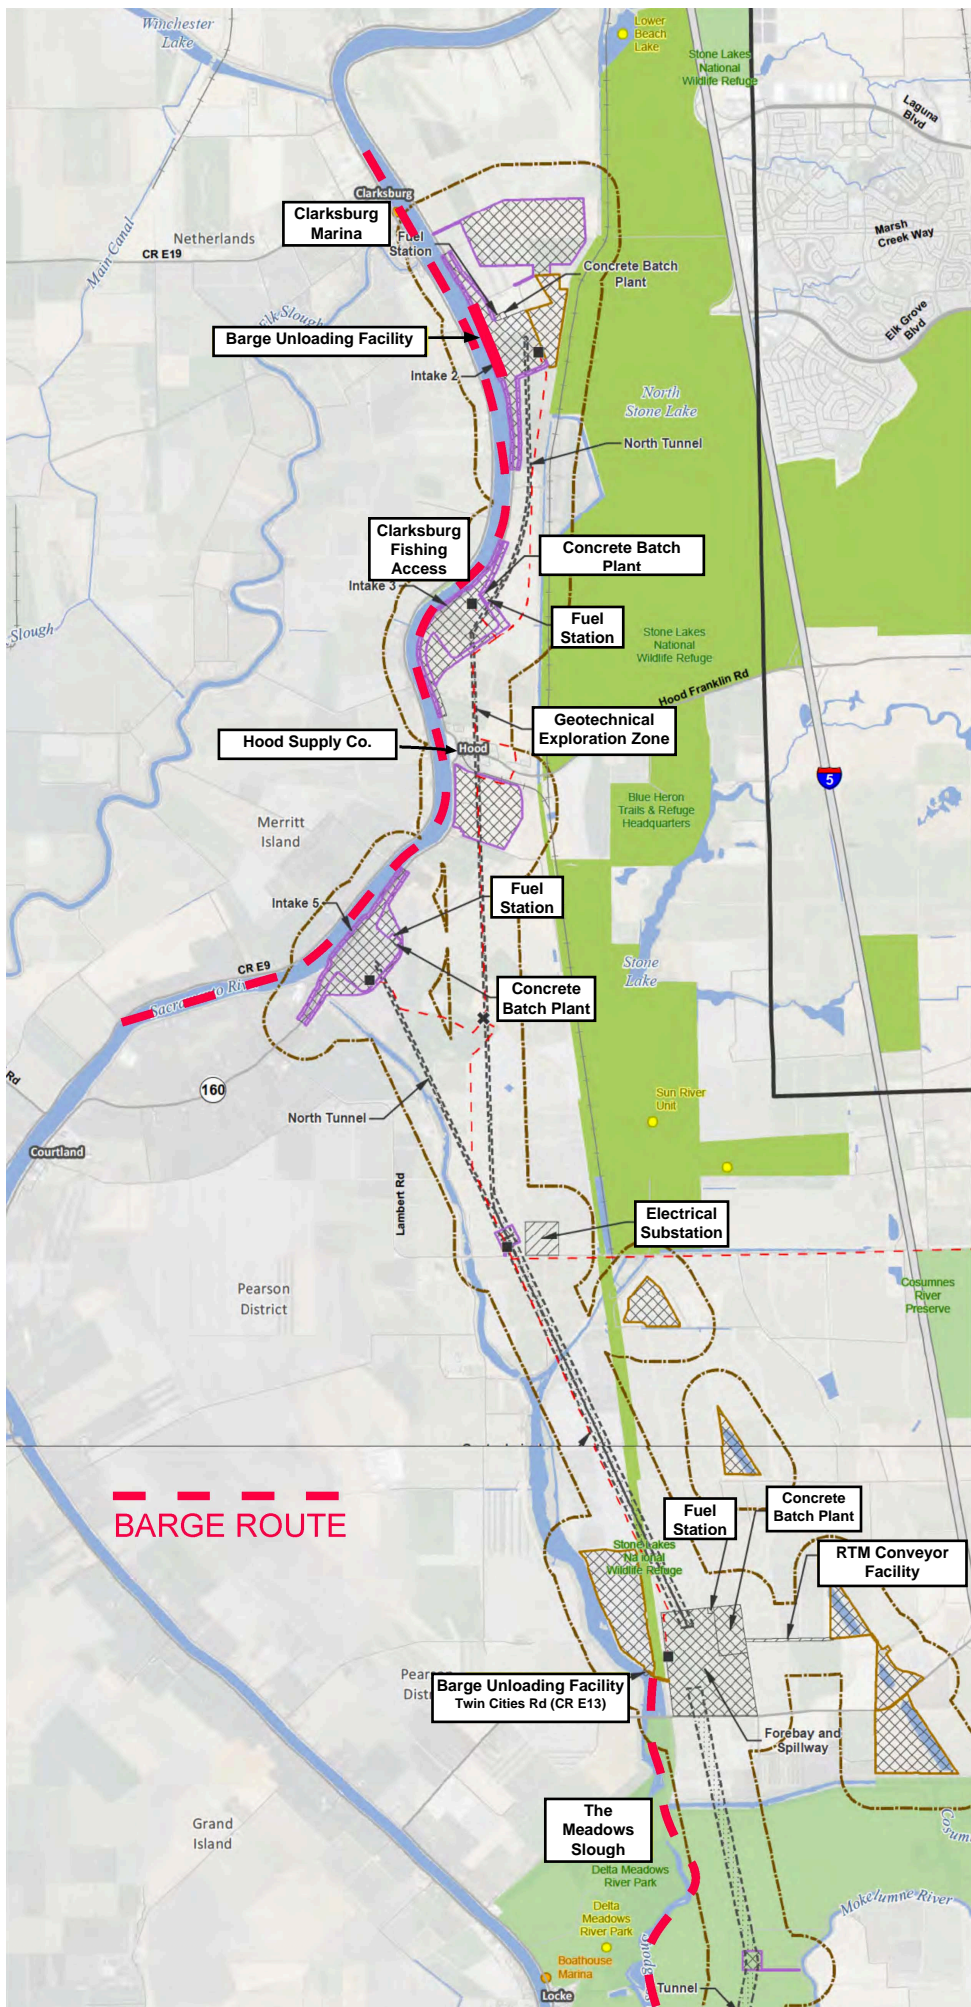 Winchester
Lake
Lower
Beach
Lake
Stone Lakes
National
Wildlife Refuge
Laguna
Blvd
Main Canal
Clarksburg
Clarksburg
Marina
Netherlands
CR E19
Fuel
Station
Marsh
Creek Way
Concrete Batch
Plant
Elk Slough
Elk Grove
Blvd
Barge Unloading Facility
Intake 2
North
Stone Lake
North Tunnel
Clarksburg
Fishing
Access
Concrete Batch
Plant
Intake 3
Fuel
Station
Slough
Stone Lakes
National
Wildlife Refuge
Hood Franklin Rd
Geotechnical
Exploration Zone
Hood Supply Co.
Hood
5
Blue Heron
Trails & Refuge
Headquarters
Merritt
Island
Fuel
Station
Intake 5
CR E9
Stone
Lake
Sacramento River
Concrete
Batch Plant
Rd
160
Sun River
Unit
North Tunnel
Courtland
Lambert Rd
Electrical
Substation
Pearson
District
Cosumnes
River
Preserve
BARGE ROUTE
Fuel
Station
Concrete
Batch Plant
Stone Lakes
National
Wildlife Refuge
RTM Conveyor
Facility
Pearson
District
Barge Unloading Facility
Twin Cities Rd (CR E13)
Forebay and
Spillway
The
Meadows
Slough
Grand
Island
Delta Meadows
River Park
Delta
Meadows
River Park
Mokelumne River
Boathouse
Marina
Locke
Tunnel